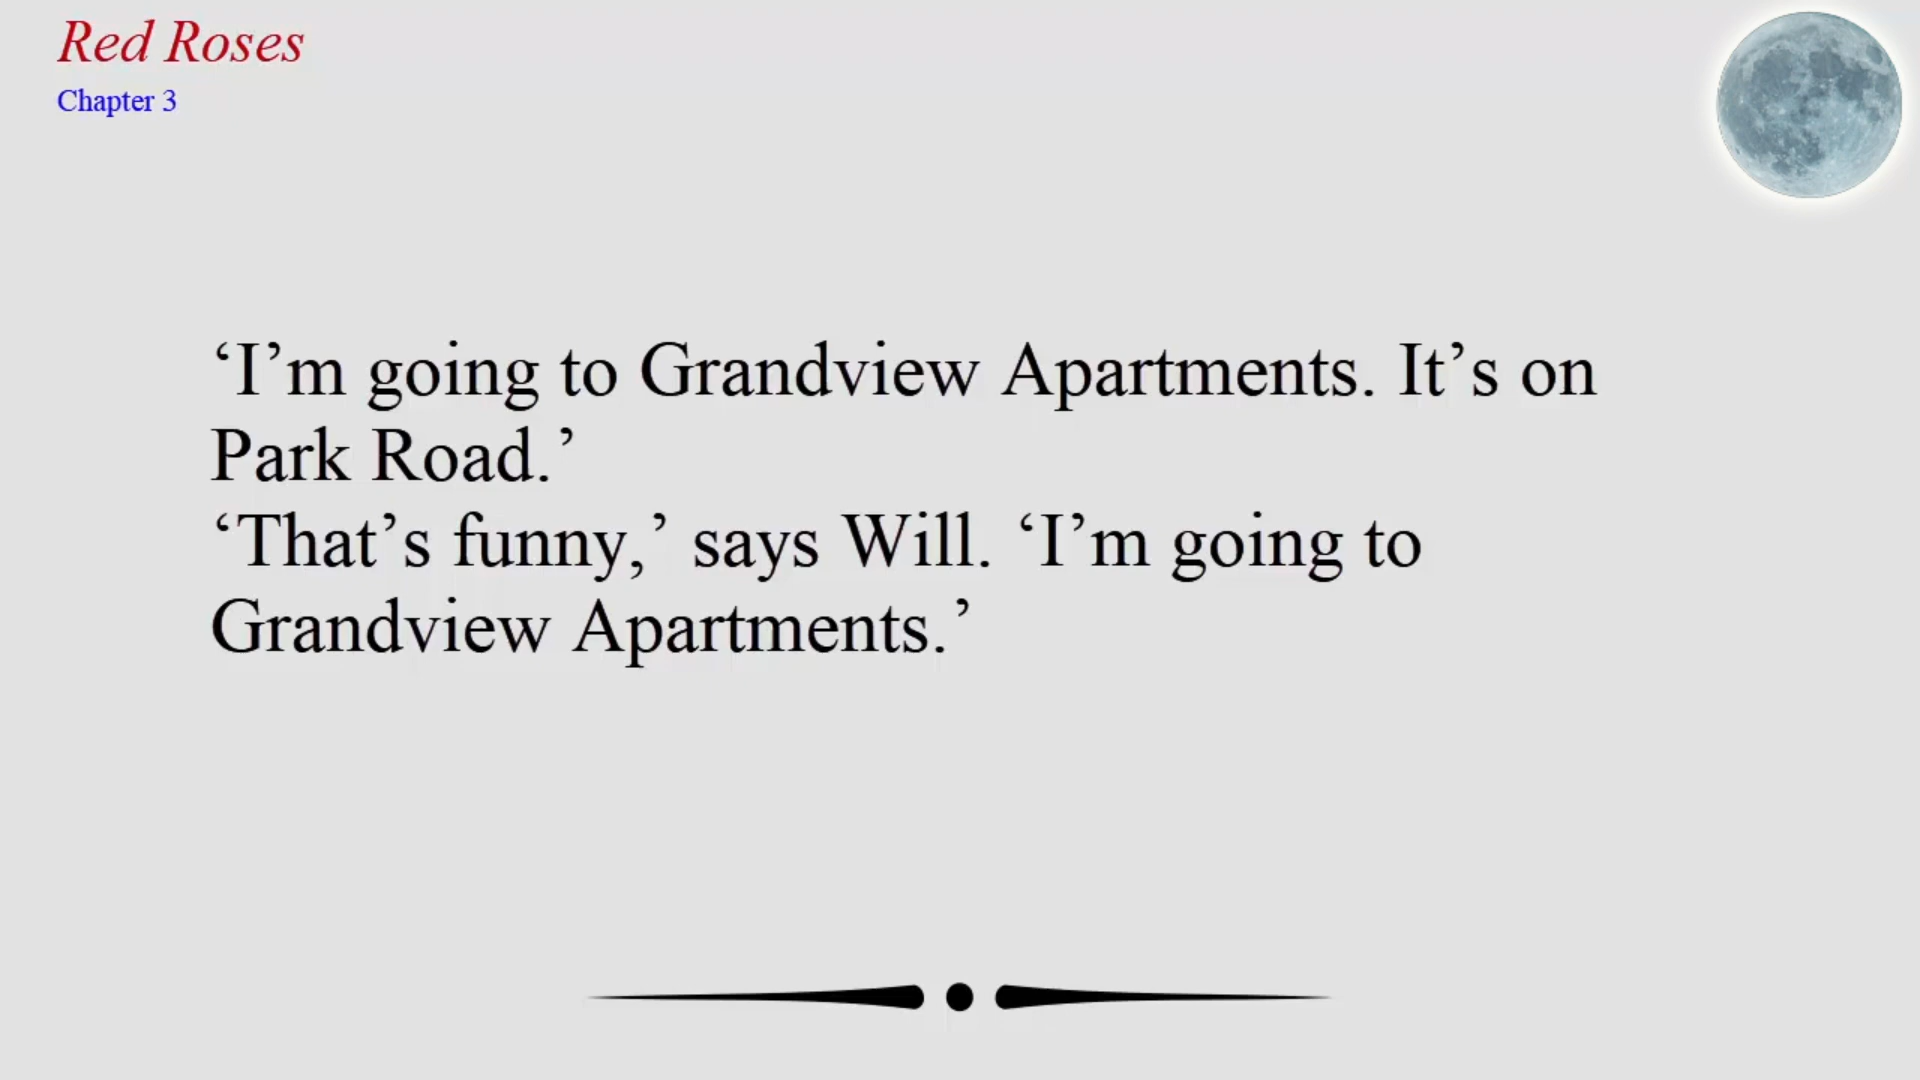 Red Roses
Chapter 3
‘I’m going to Grandview Apartments. It’s on
Park Road.’
‘That’s funny,’ says Will. ‘I’m going to
Grandview Apartments.’